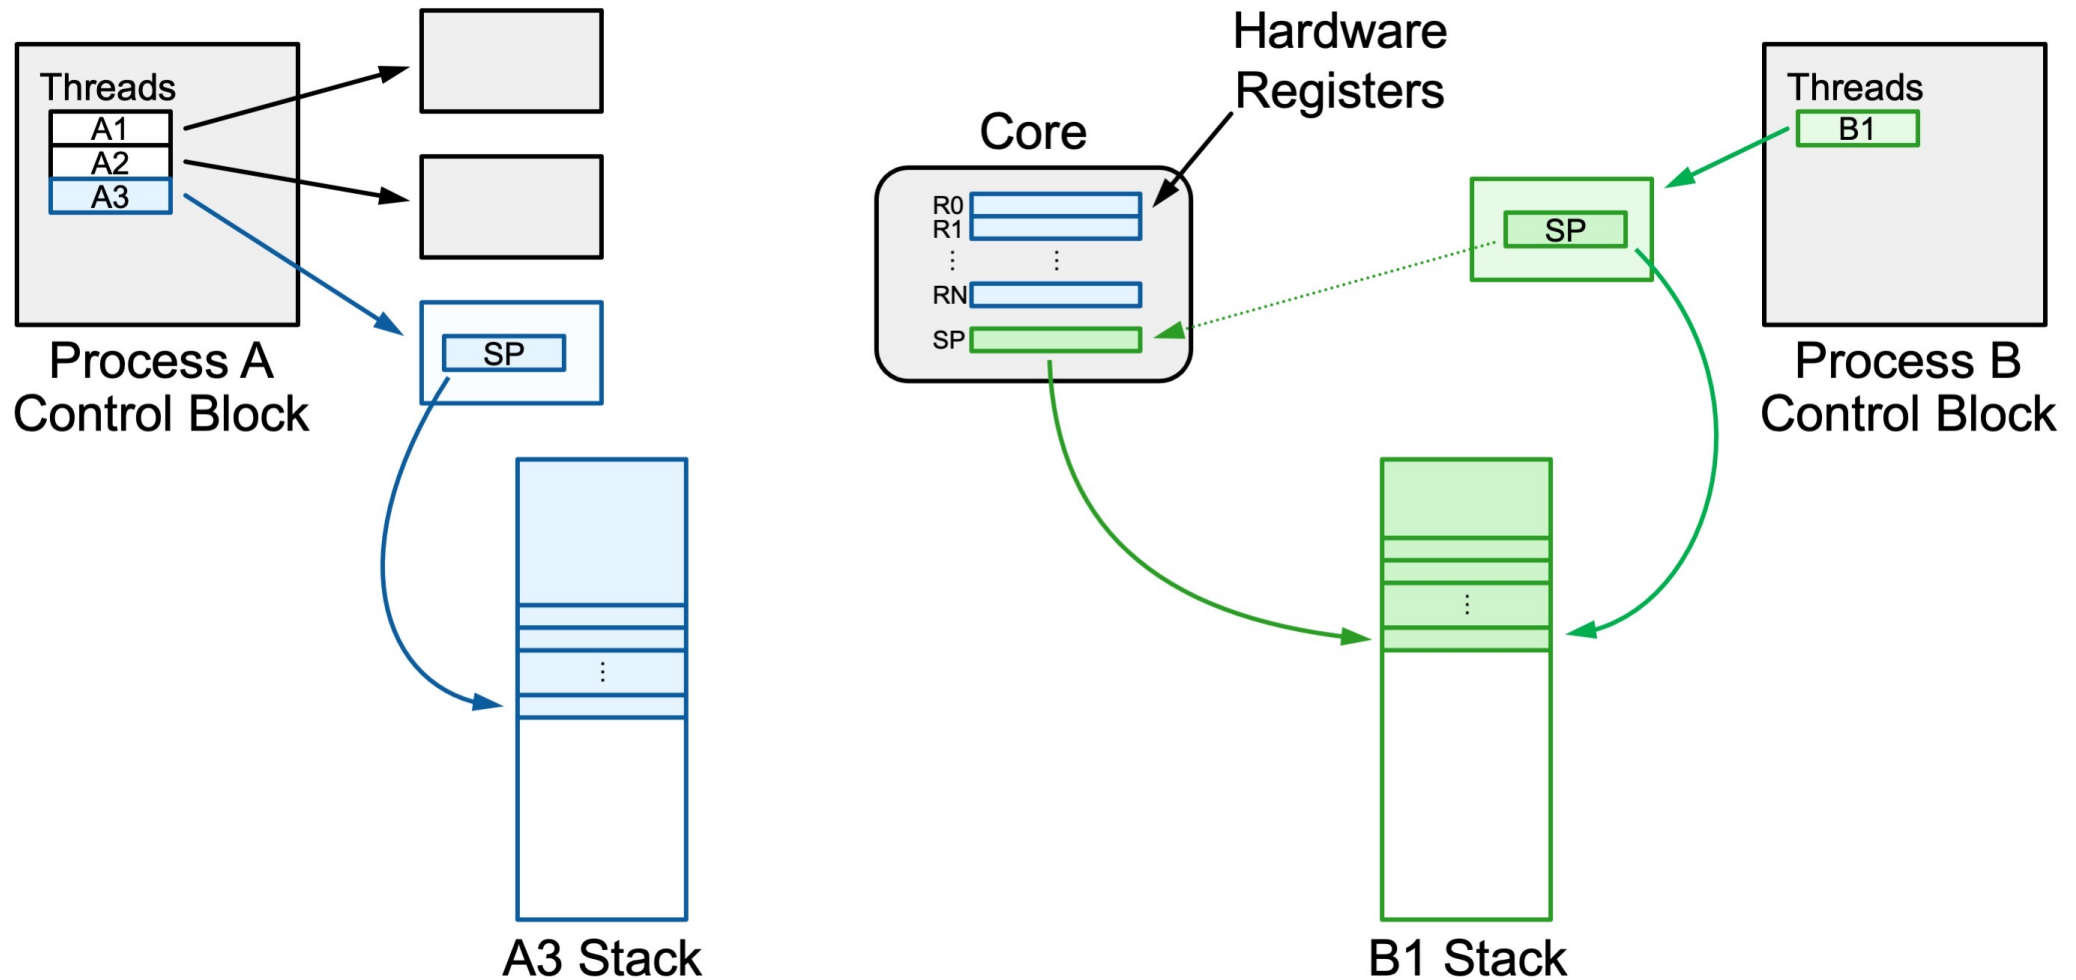 Threads
A1
A2
A3
Process A
Control Block
SP
A3 Stack
Hardware
Registers
Core
R0
R1
⋮ ⋮
RN
SP
SP
⋮
⋮
B1 Stack
Threads
B1
Process B
Control Block